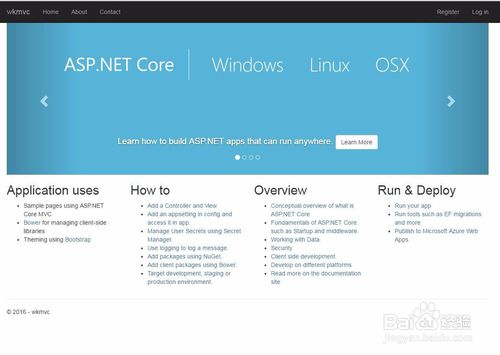 wkmvc Home About Contact Register Log in
ASP.NET Core Windows Linux OSX
Learn how to build ASP.NET apps that can run anywhere. Learn More
Application uses
Sample pages using ASP.NET
Core MVC
Bower for managing client-side
libraries
Theming using Bootstrap
How to
Add a Controller and View
Add an appsetting in config and
access it in app.
Manage User Secrets using Secret
Manager.
Use logging to log a message.
Add packages using NuGet.
Add client packages using Bower.
Target development, staging or
production environment.
Overview
Conceptual overview of what is
ASP.NET Core
Fundamentals of ASP.NET Core
such as Startup and middleware.
Working with Data
Security
Client side development
Develop on different platforms
Read more on the documentation
site
Run & Deploy
Run your app
Run tools such as EF migrations
and more
Publish to Microsoft Azure Web
Apps
© 2016 - wkmvc
Baidu 经验
jingyan.baidu.com